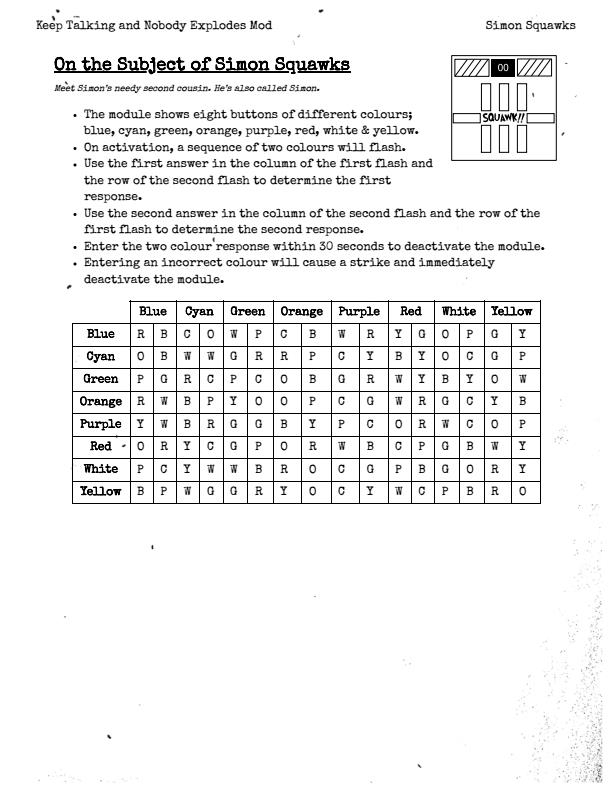 Keep Talking and Nobody Explodes Mod Simon Squawks
On the Subject of Simon Squawks
Meet Simon's needy second cousin. He's also called Simon.
00
SQUAWK!!
• The module shows eight buttons of different colours;
blue, cyan, green, orange, purple, red, white & yellow.
• On activation, a sequence of two colours will flash.
• Use the first answer in the column of the first flash and
the row of the second flash to determine the first
response.
• Use the second answer in the column of the second flash and the row of the
first flash to determine the second response.
• Enter the two colour response within 30 seconds to deactivate the module.
• Entering an incorrect colour will cause a strike and immediately
deactivate the module.
Blue Cyan Green Orange Purple Red White Yellow
Blue R B C O W P C B W R Y G O P G Y
Cyan O B W W G R R P C Y B Y O C G P
Green P G R C P C O B G R W Y B Y O W
Orange R W B P Y O O P C G W R G C Y B
Purple Y W B R G G B Y P C O R W C O P
Red O R Y C G P O R W B C P G B W Y
White P C Y W W B R O C G P B G O R Y
Yellow B P W G G R Y O C Y W C P B R O